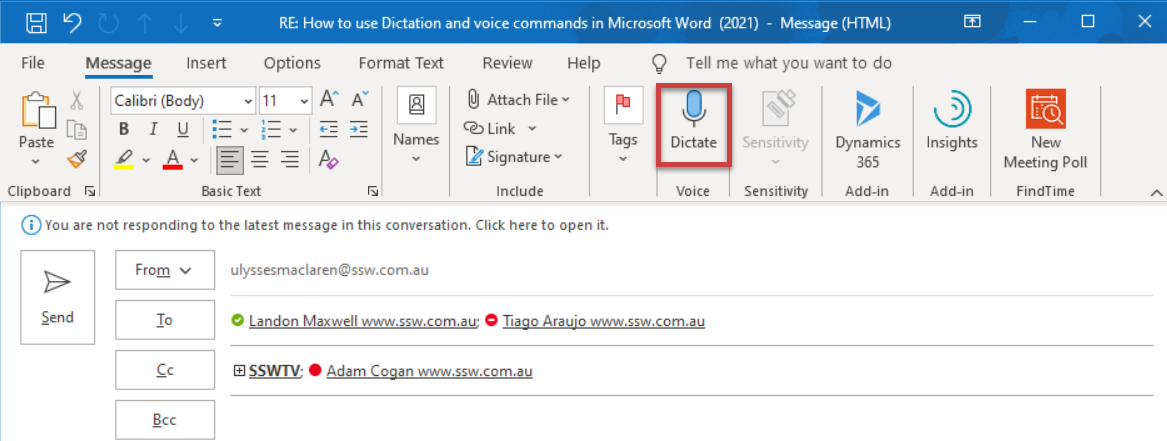 RE: How to use Dictation and voice commands in Microsoft Word (2021) - Message (HTML)
File Message Insert Options Format Text Review Help Tell me what you want to do
Paste
Clipboard
Calibri (Body) 11
B I U
Basic Text
Names
Attach File
Link
Signature
Include
Tags
Dictate
Voice
Sensitivity
Sensitivity
Dynamics
365
Add-in
Insights
Add-in
New
Meeting Poll
FindTime
You are not responding to the latest message in this conversation. Click here to open it.
Send
From ulyssesmaclaren@ssw.com.au
To Landon Maxwell www.ssw.com.au; Tiago Araujo www.ssw.com.au
Cc SSWTV; Adam Cogan www.ssw.com.au
Bcc